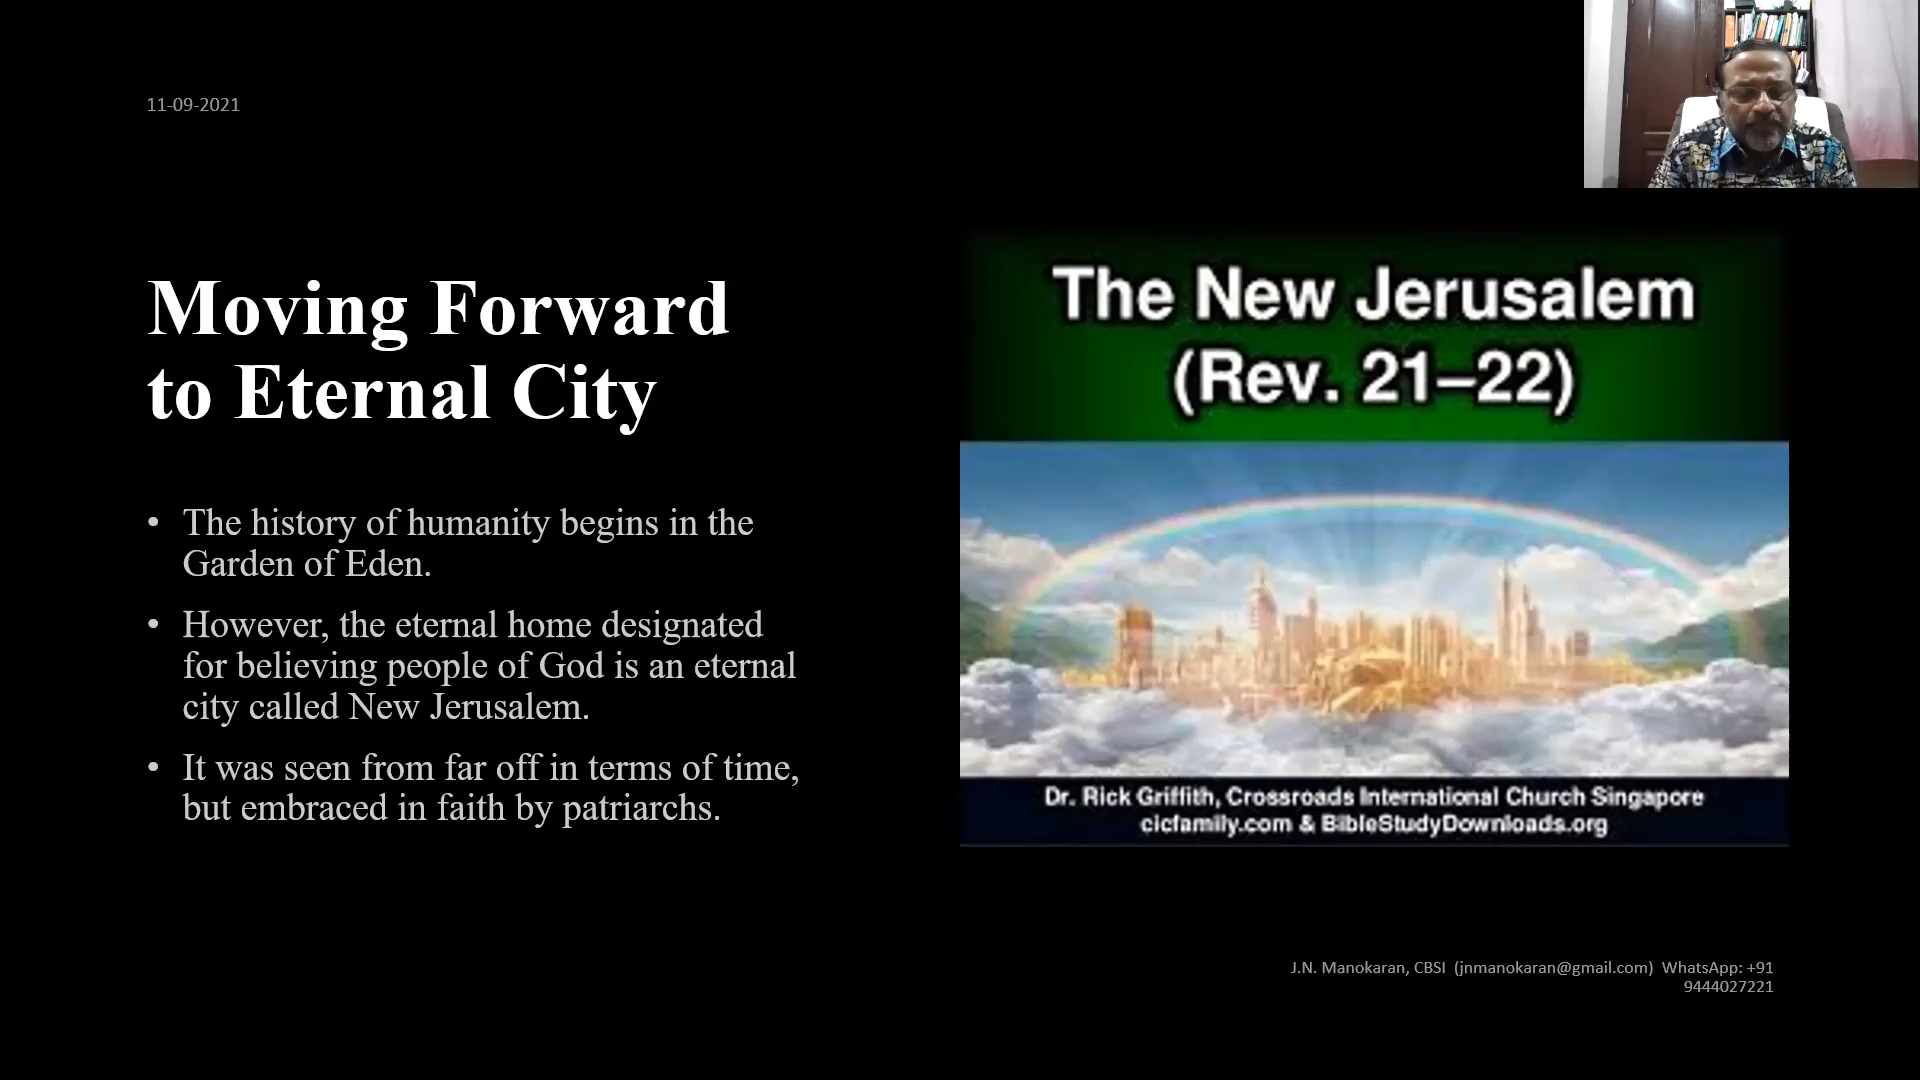 11-09-2021
Moving Forward
to Eternal City
• The history of humanity begins in the
Garden of Eden.
• However, the eternal home designated
for believing people of God is an eternal
city called New Jerusalem.
• It was seen from far off in terms of time,
but embraced in faith by patriarchs.
The New Jerusalem
(Rev. 21–22)
Dr. Rick Griffith, Crossroads International Church Singapore
cicfamily.com & BibleStudyDownloads.org
J.N. Manokaran, CBSI (jnmanokaran@gmail.com) WhatsApp: +91
9444027221